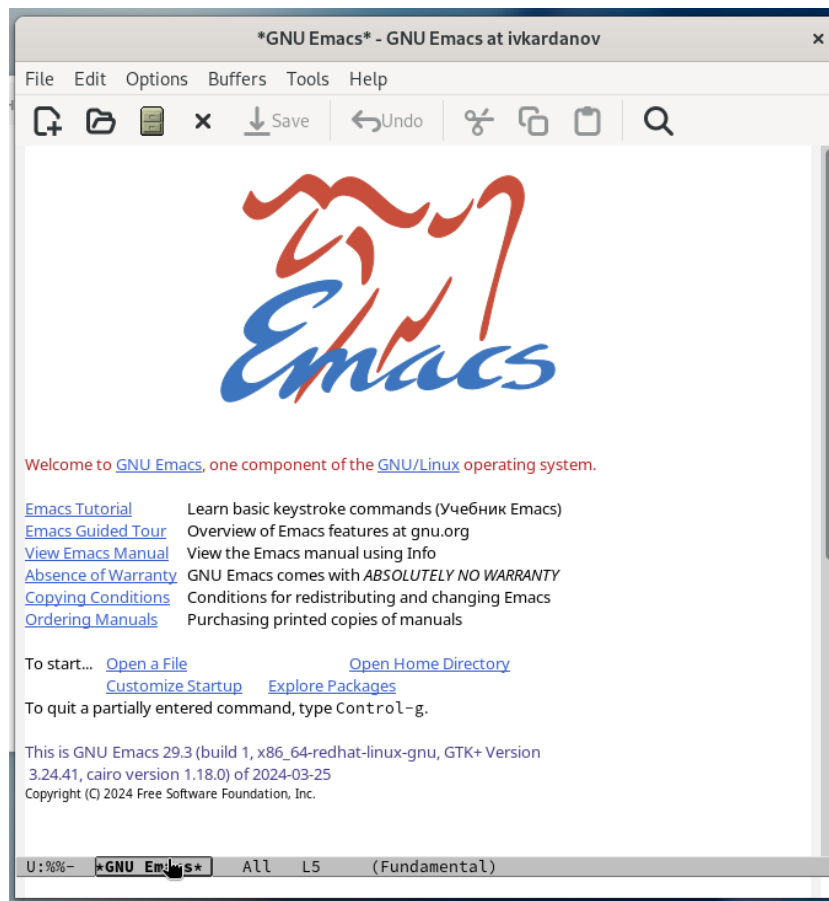 *GNU Emacs* - GNU Emacs at ivkardanov
File Edit Options Buffers Tools Help
Save Undo
Emacs
Welcome to GNU Emacs, one component of the GNU/Linux operating system.
Emacs Tutorial Learn basic keystroke commands (Учебник Emacs)
Emacs Guided Tour Overview of Emacs features at gnu.org
View Emacs Manual View the Emacs manual using Info
Absence of Warranty GNU Emacs comes with ABSOLUTELY NO WARRANTY
Copying Conditions Conditions for redistributing and changing Emacs
Ordering Manuals Purchasing printed copies of manuals
To start... Open a File Open Home Directory
Customize Startup Explore Packages
To quit a partially entered command, type Control-g.
This is GNU Emacs 29.3 (build 1, x86_64-redhat-linux-gnu, GTK+ Version
3.24.41, cairo version 1.18.0) of 2024-03-25
Copyright (C) 2024 Free Software Foundation, Inc.
U:%%- *GNU Emacs* All L5 (Fundamental)